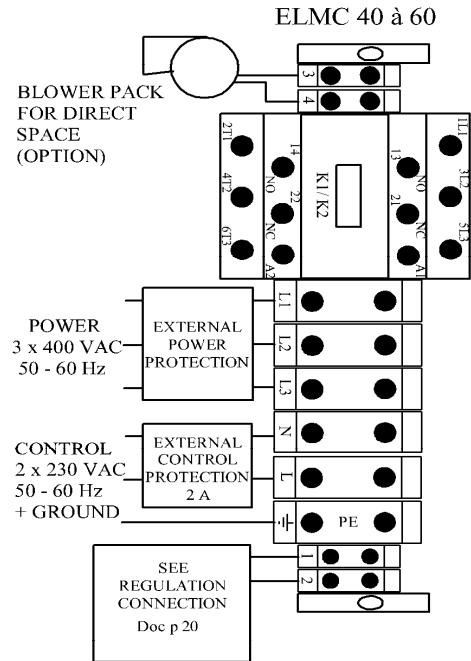 ELMC 40 à 60
BLOWER PACK
FOR DIRECT
SPACE
(OPTION)
3
4
2T1
4T2
6T3
14
NO
22
NC
A2
K1 / K2
13
NO
21
NC
A1
1L1
3L2
5L3
POWER
3 x 400 VAC
50 - 60 Hz
EXTERNAL
POWER
PROTECTION
L1
L2
L3
CONTROL
2 x 230 VAC
50 - 60 Hz
+ GROUND
EXTERNAL
CONTROL
PROTECTION
2 A
N
L
PE
SEE
REGULATION
CONNECTION
Doc p 20
1
2